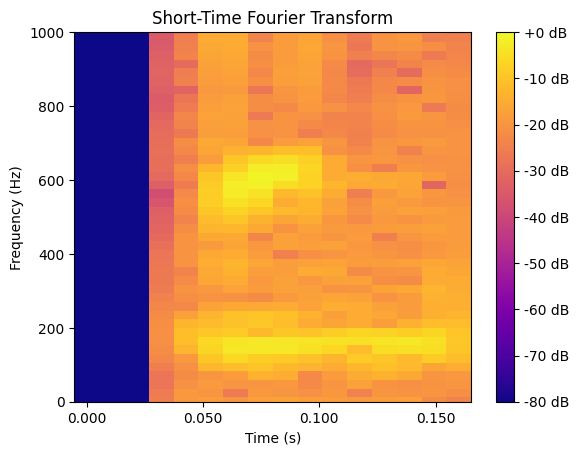 Short-Time Fourier Transform
1000
800
600
400
200
0
Frequency (Hz)
0.000
0.050
0.100
0.150
Time (s)
+0 dB
-10 dB
-20 dB
-30 dB
-40 dB
-50 dB
-60 dB
-70 dB
-80 dB